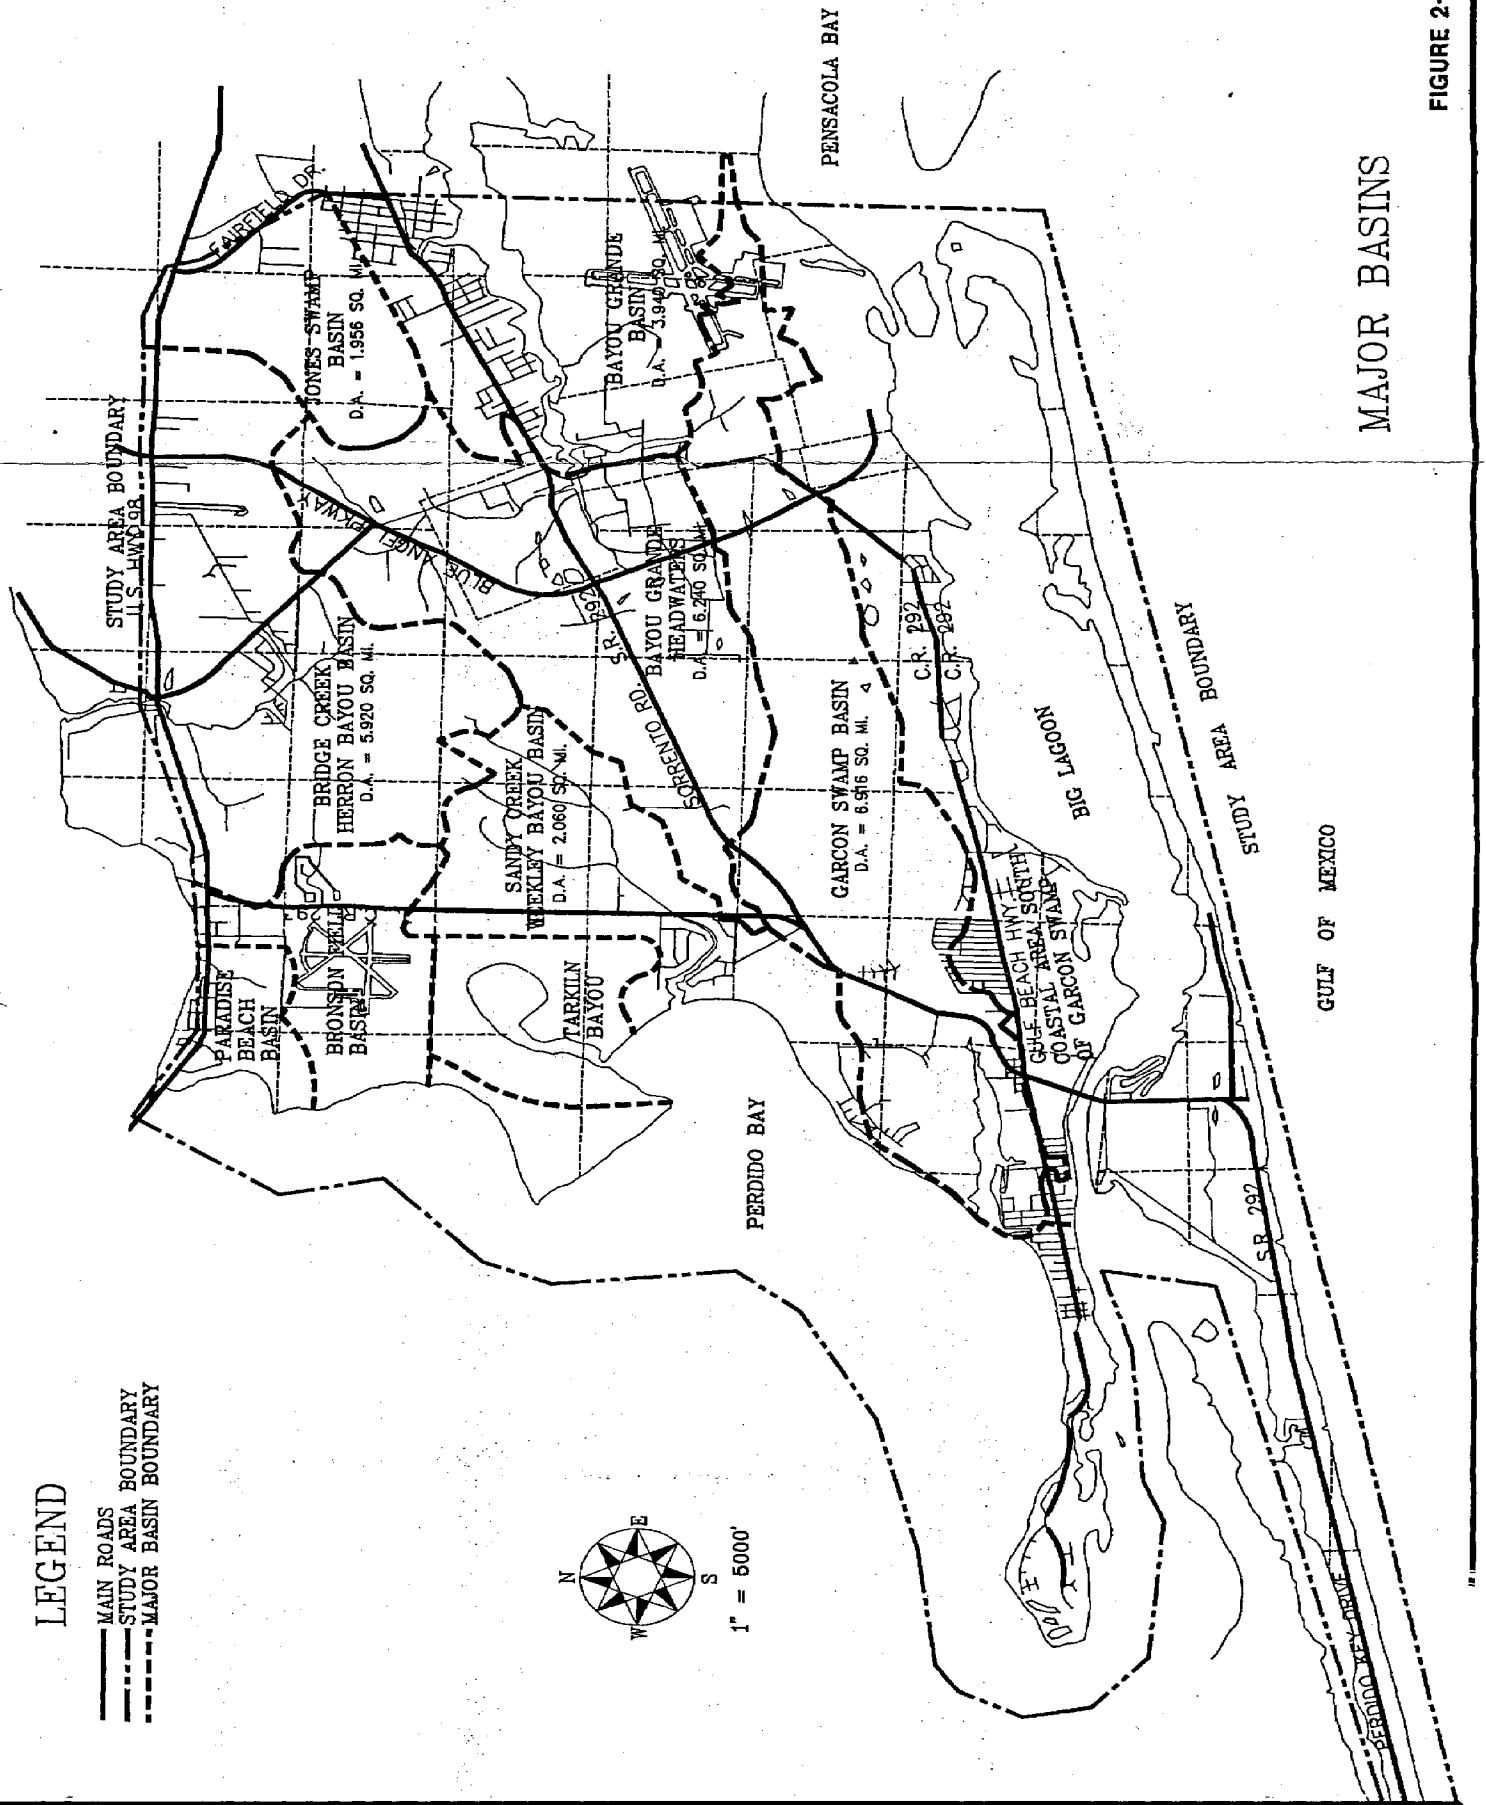 LEGEND
MAIN ROADS
STUDY AREA BOUNDARY
MAJOR BASIN BOUNDARY
N
E
S
W
1" = 5000'
STUDY AREA BOUNDARY
U.S. HWY 98
FAIRFIELD DR.
JONES SWAMP
BASIN
D.A. = 1.956 SQ. MI.
BLUE ANGEL PKWAY
BRIDGE CREEK
HERRON BAYOU BASIN
D.A. = 5.920 SQ. MI.
PARADISE
BEACH
BASIN
BRONSON FIELD
BASIN
SANDY CREEK
WEEKLEY BAYOU BASIN
D.A. = 2.060 SQ. MI.
TARKILN
BAYOU
BAYOU GRANDE
BASIN
D.A. = 3.940 SQ. MI.
BAYOU GRANDE
HEADWATERS
D.A. = 6.240 SQ. MI.
S.R. 292
SORRENTO RD.
PENSACOLA BAY
PERDIDO BAY
GARCON SWAMP BASIN
D.A. = 6.916 SQ. MI.
C.R. 292
C.R. 292
GULF BEACH HWY
COASTAL AREA SOUTH
OF GARCON SWAMP
BIG LAGOON
STUDY AREA BOUNDARY
S.R. 292
PERDIDO KEY DRIVE
GULF OF MEXICO
MAJOR BASINS
FIGURE 2-